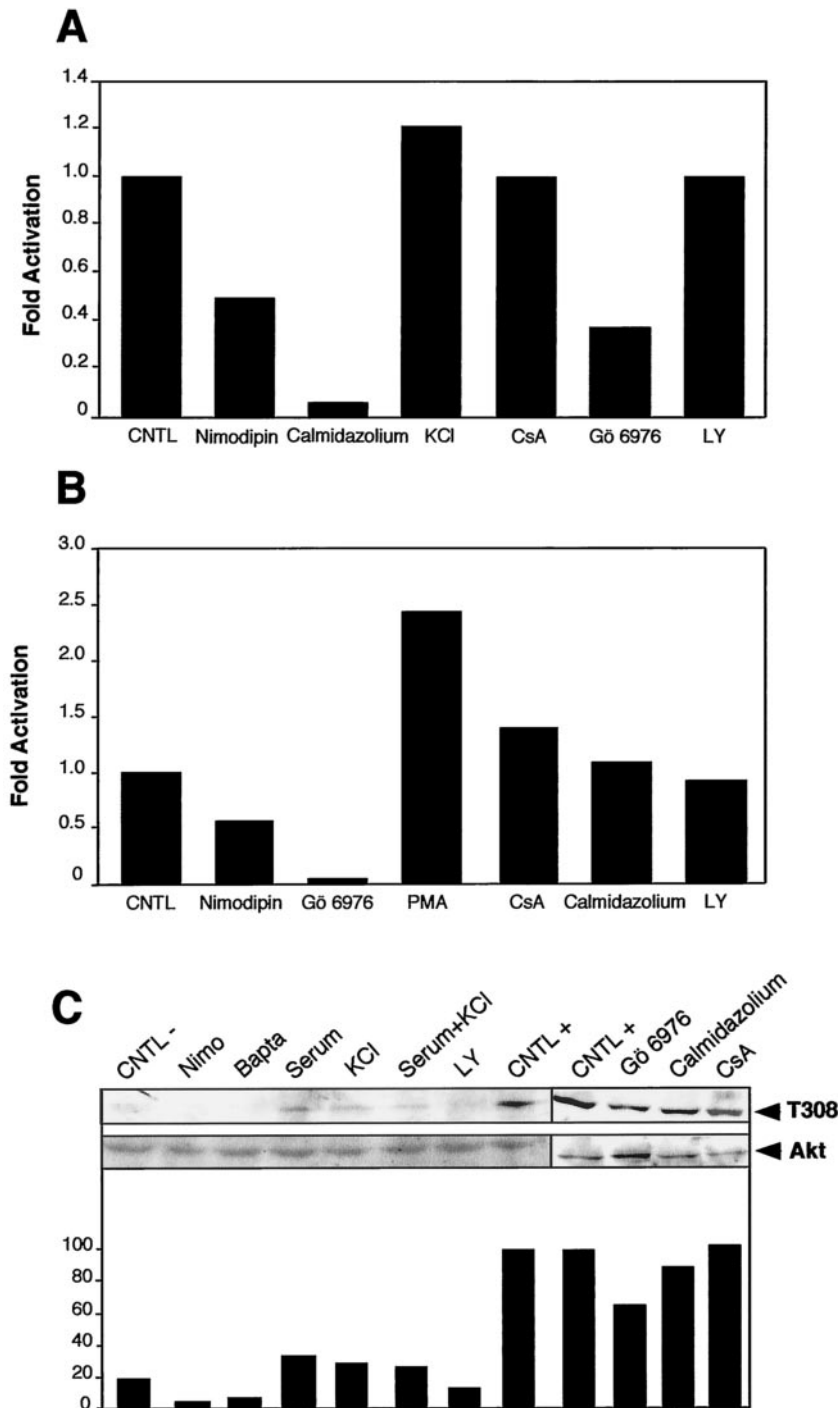 A
Fold Activation
1.4
1.2
1.0
0.8
0.6
0.4
0.2
0
CNTL Nimodipin Calmidazolium KCl CsA Gö 6976 LY
B
Fold Activation
3.0
2.5
2.0
1.5
1.0
0.5
0
CNTL Nimodipin Gö 6976 PMA CsA Calmidazolium LY
C
CNTL - Nimo Bapta Serum KCl Serum+KCl LY CNTL + CNTL + Gö 6976 Calmidazolium CsA
T308
Akt
100
80
60
40
20
0